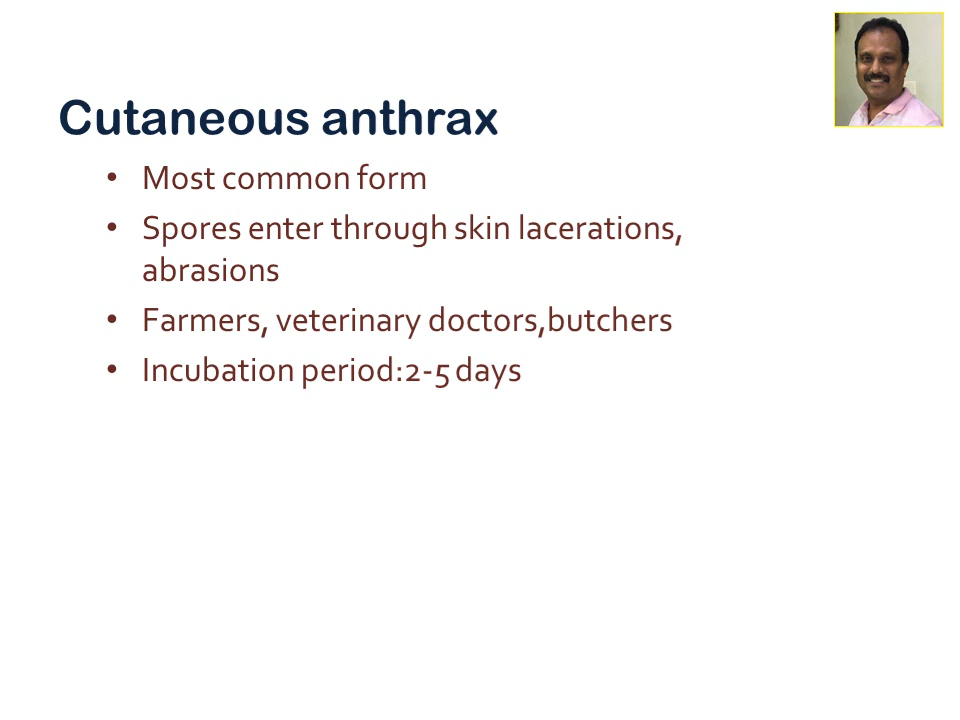 Cutaneous anthrax
• Most common form
• Spores enter through skin lacerations,
abrasions
• Farmers, veterinary doctors,butchers
• Incubation period:2-5 days